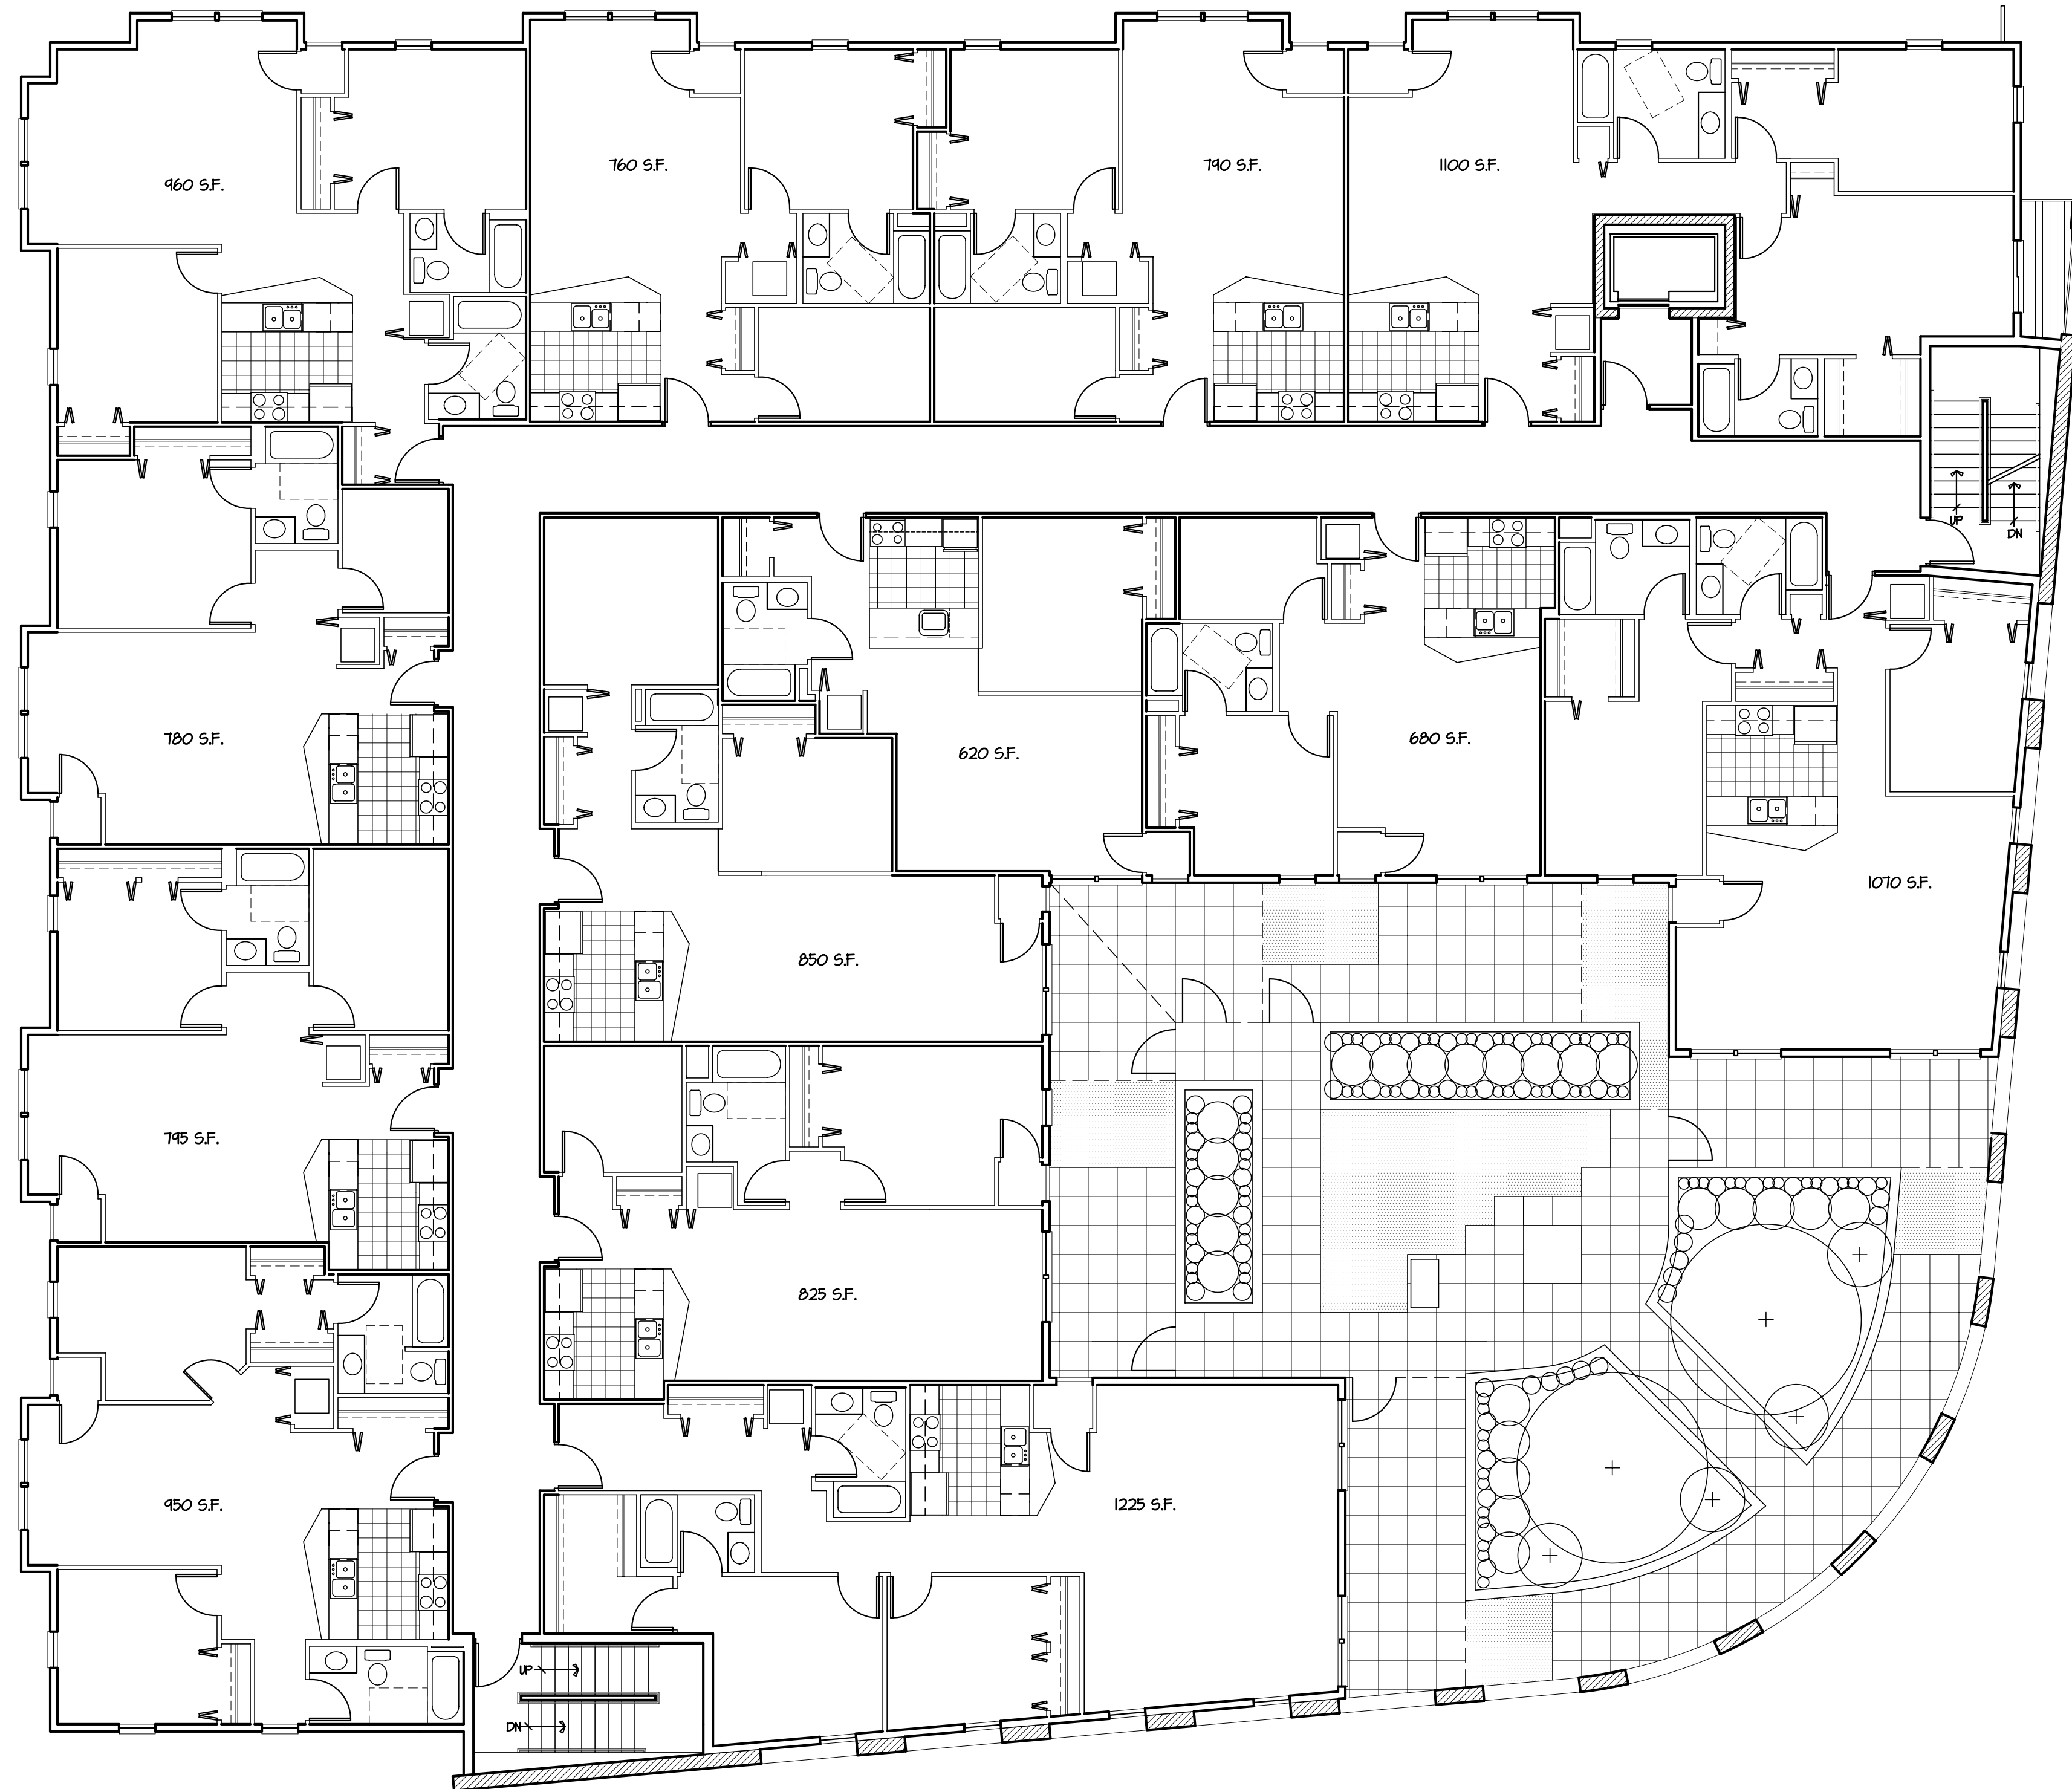 960 S.F.
760 S.F.
790 S.F.
1100 S.F.
UP
DN
780 S.F.
620 S.F.
680 S.F.
1070 S.F.
850 S.F.
795 S.F.
825 S.F.
950 S.F.
1225 S.F.
UP
DN